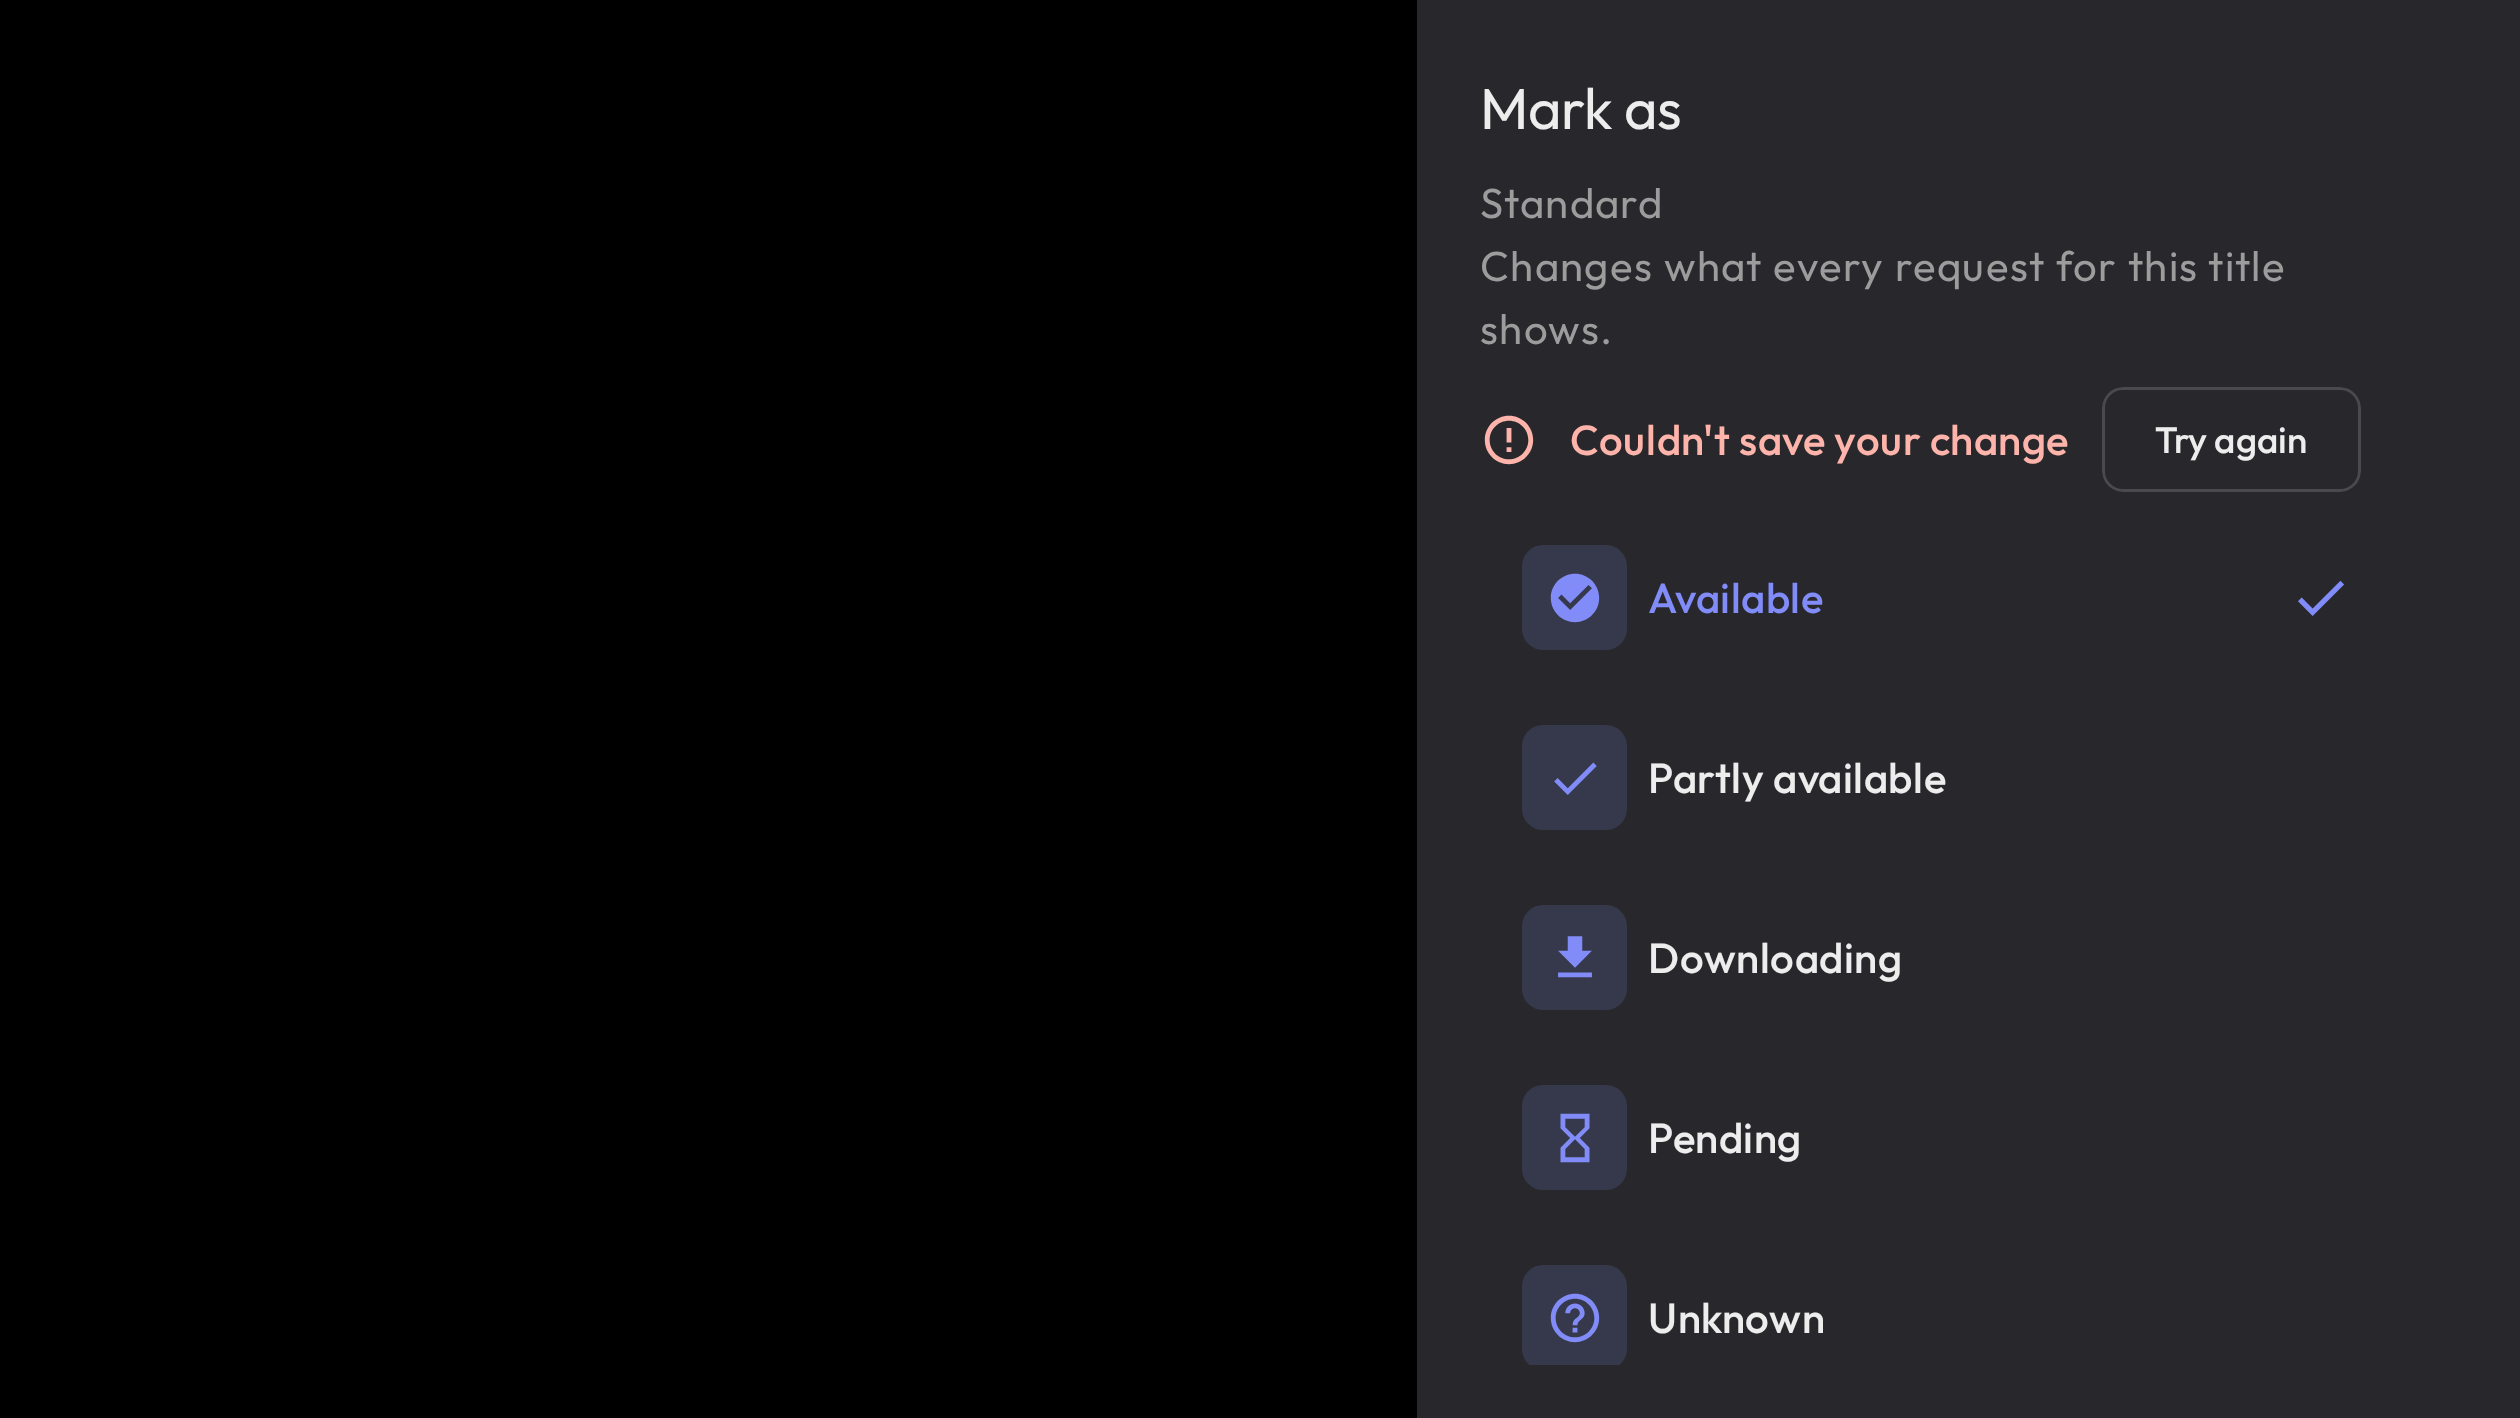 Mark as
Standard
Changes what every request for this title
shows.
Couldn't save your change
Try again
Available
Partly available
Downloading
Pending
Unknown